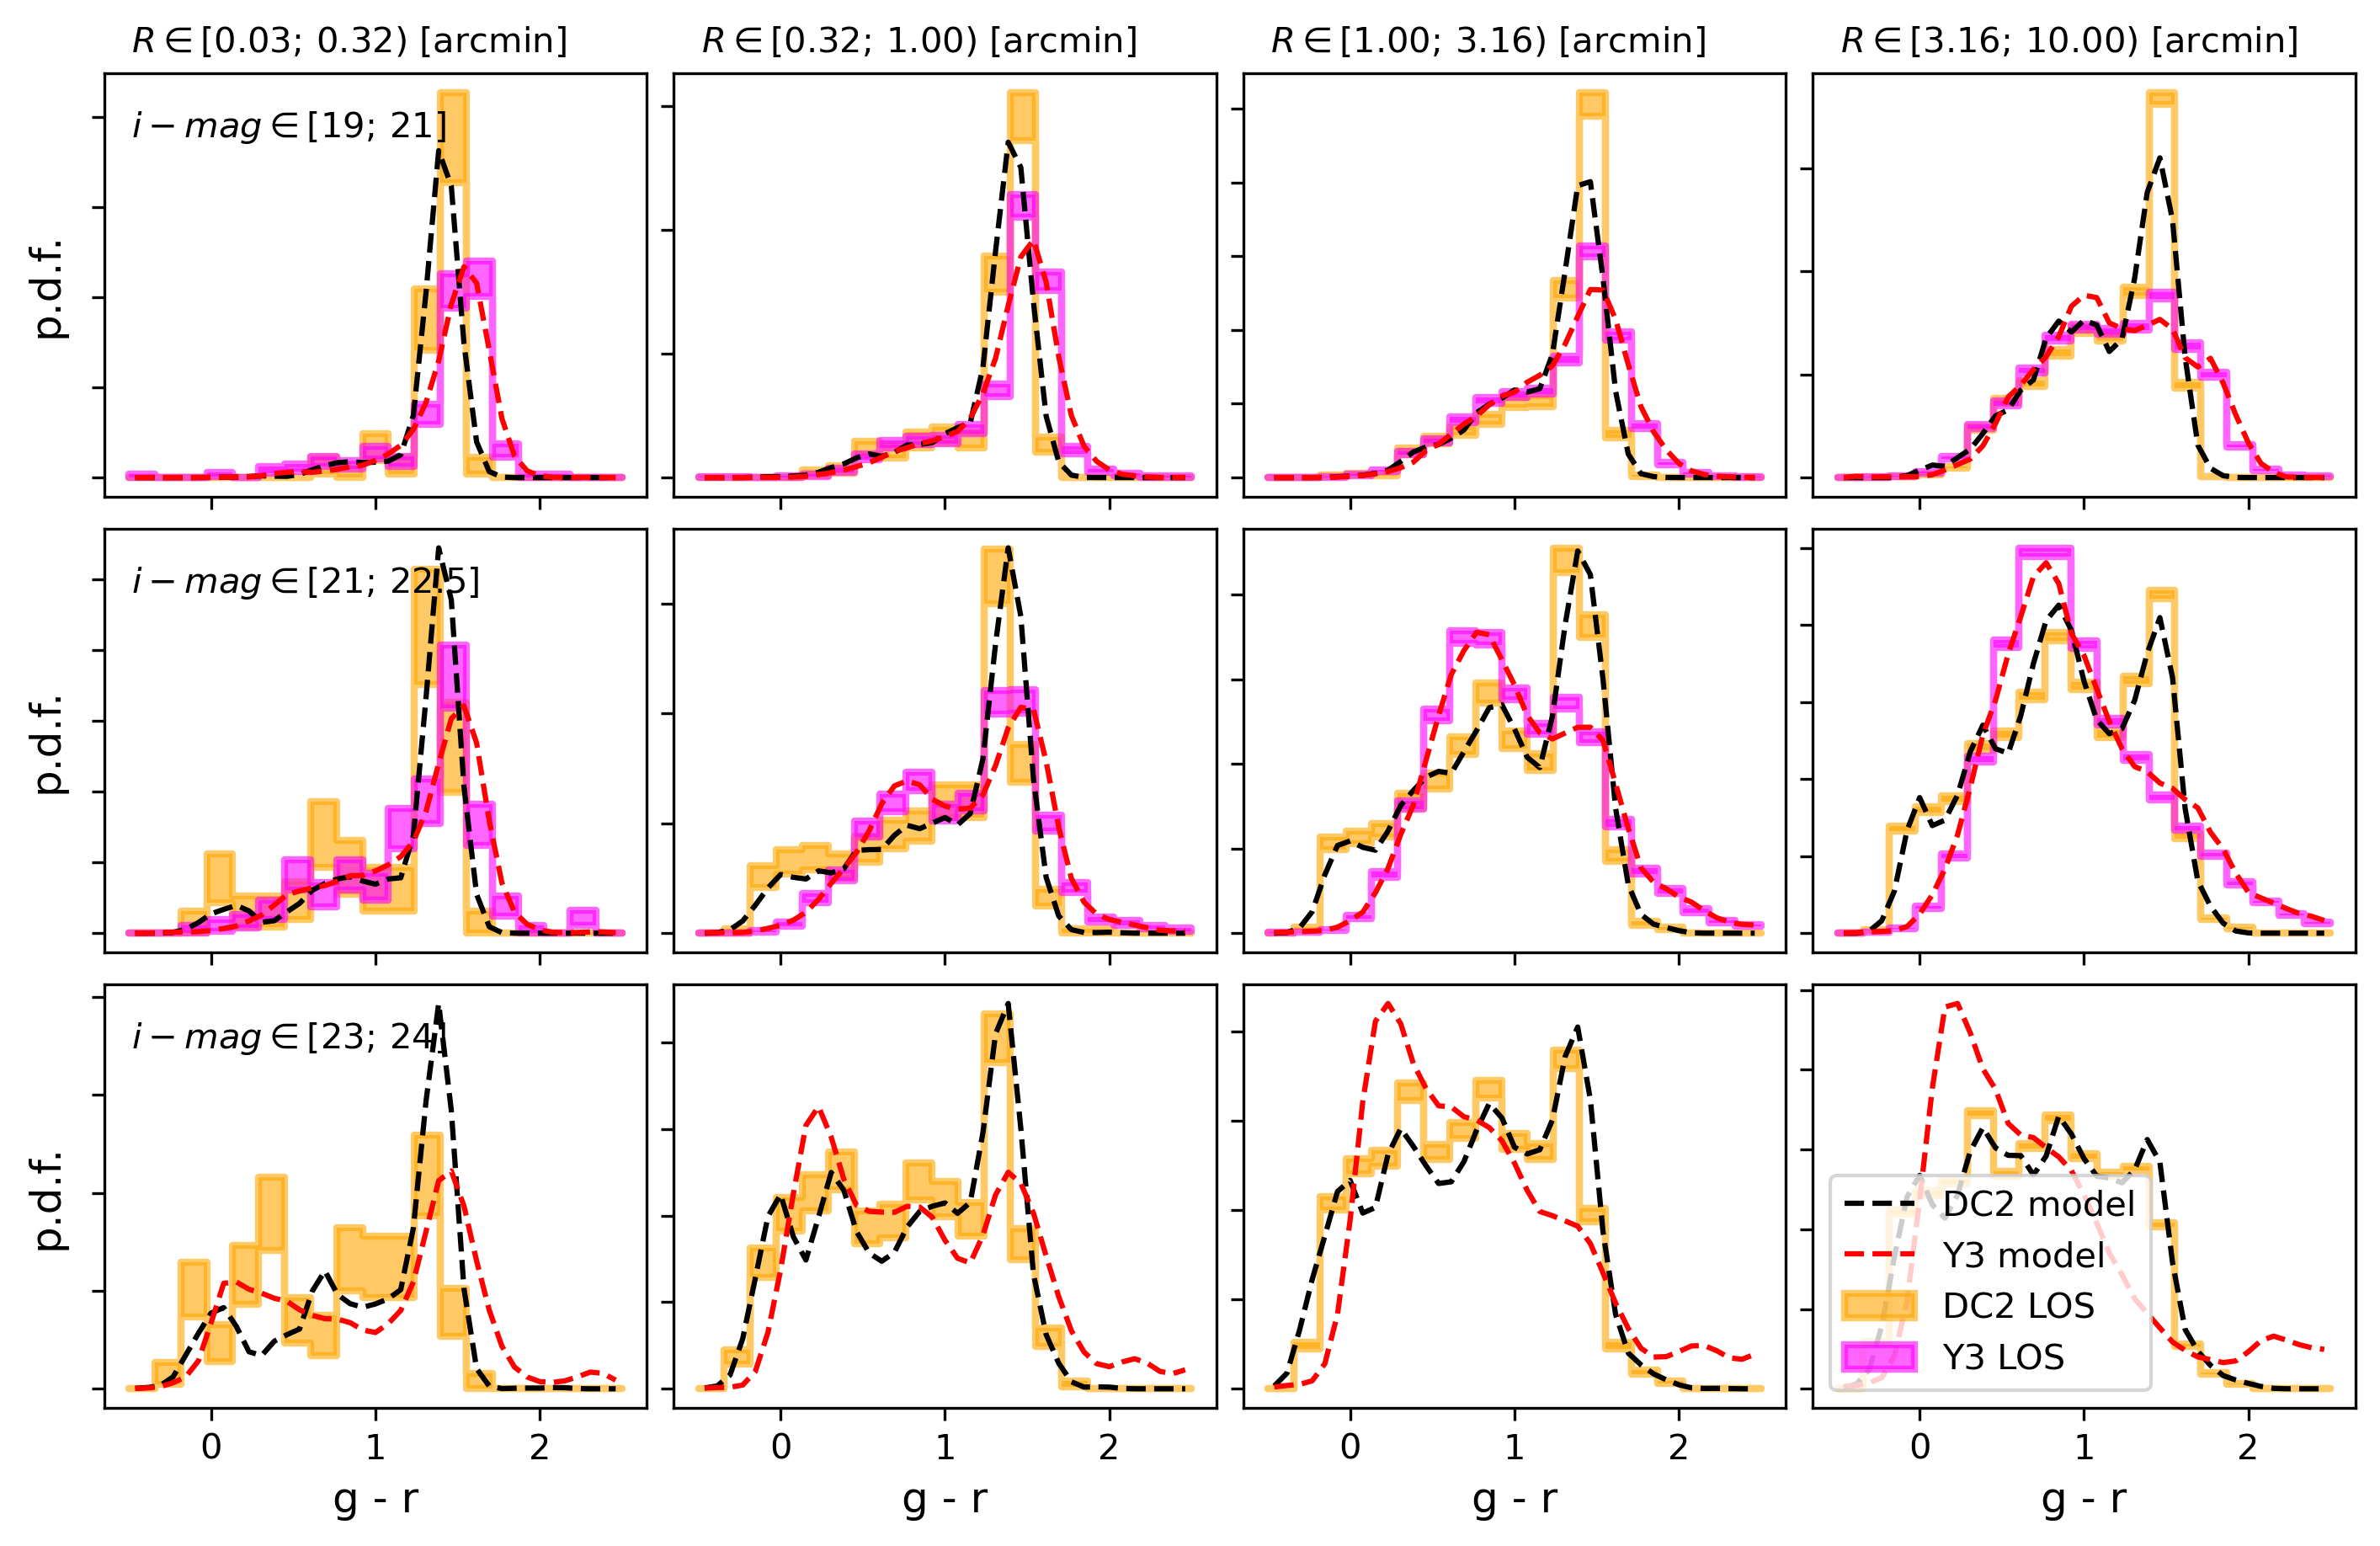 R ∈ [0.03; 0.32) [arcmin]
R ∈ [0.32; 1.00) [arcmin]
R ∈ [1.00; 3.16) [arcmin]
R ∈ [3.16; 10.00) [arcmin]
i − mag ∈ [19; 21]
p.d.f.
i − mag ∈ [21; 22.5]
p.d.f.
i − mag ∈ [23; 24]
p.d.f.
DC2 model
Y3 model
DC2 LOS
Y3 LOS
0 1 2
0 1 2
0 1 2
0 1 2
g - r
g - r
g - r
g - r